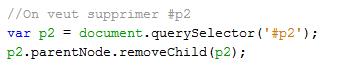 //On veut supprimer #p2
var p2 = document.querySelector('#p2');
p2.parentNode.removeChild(p2);